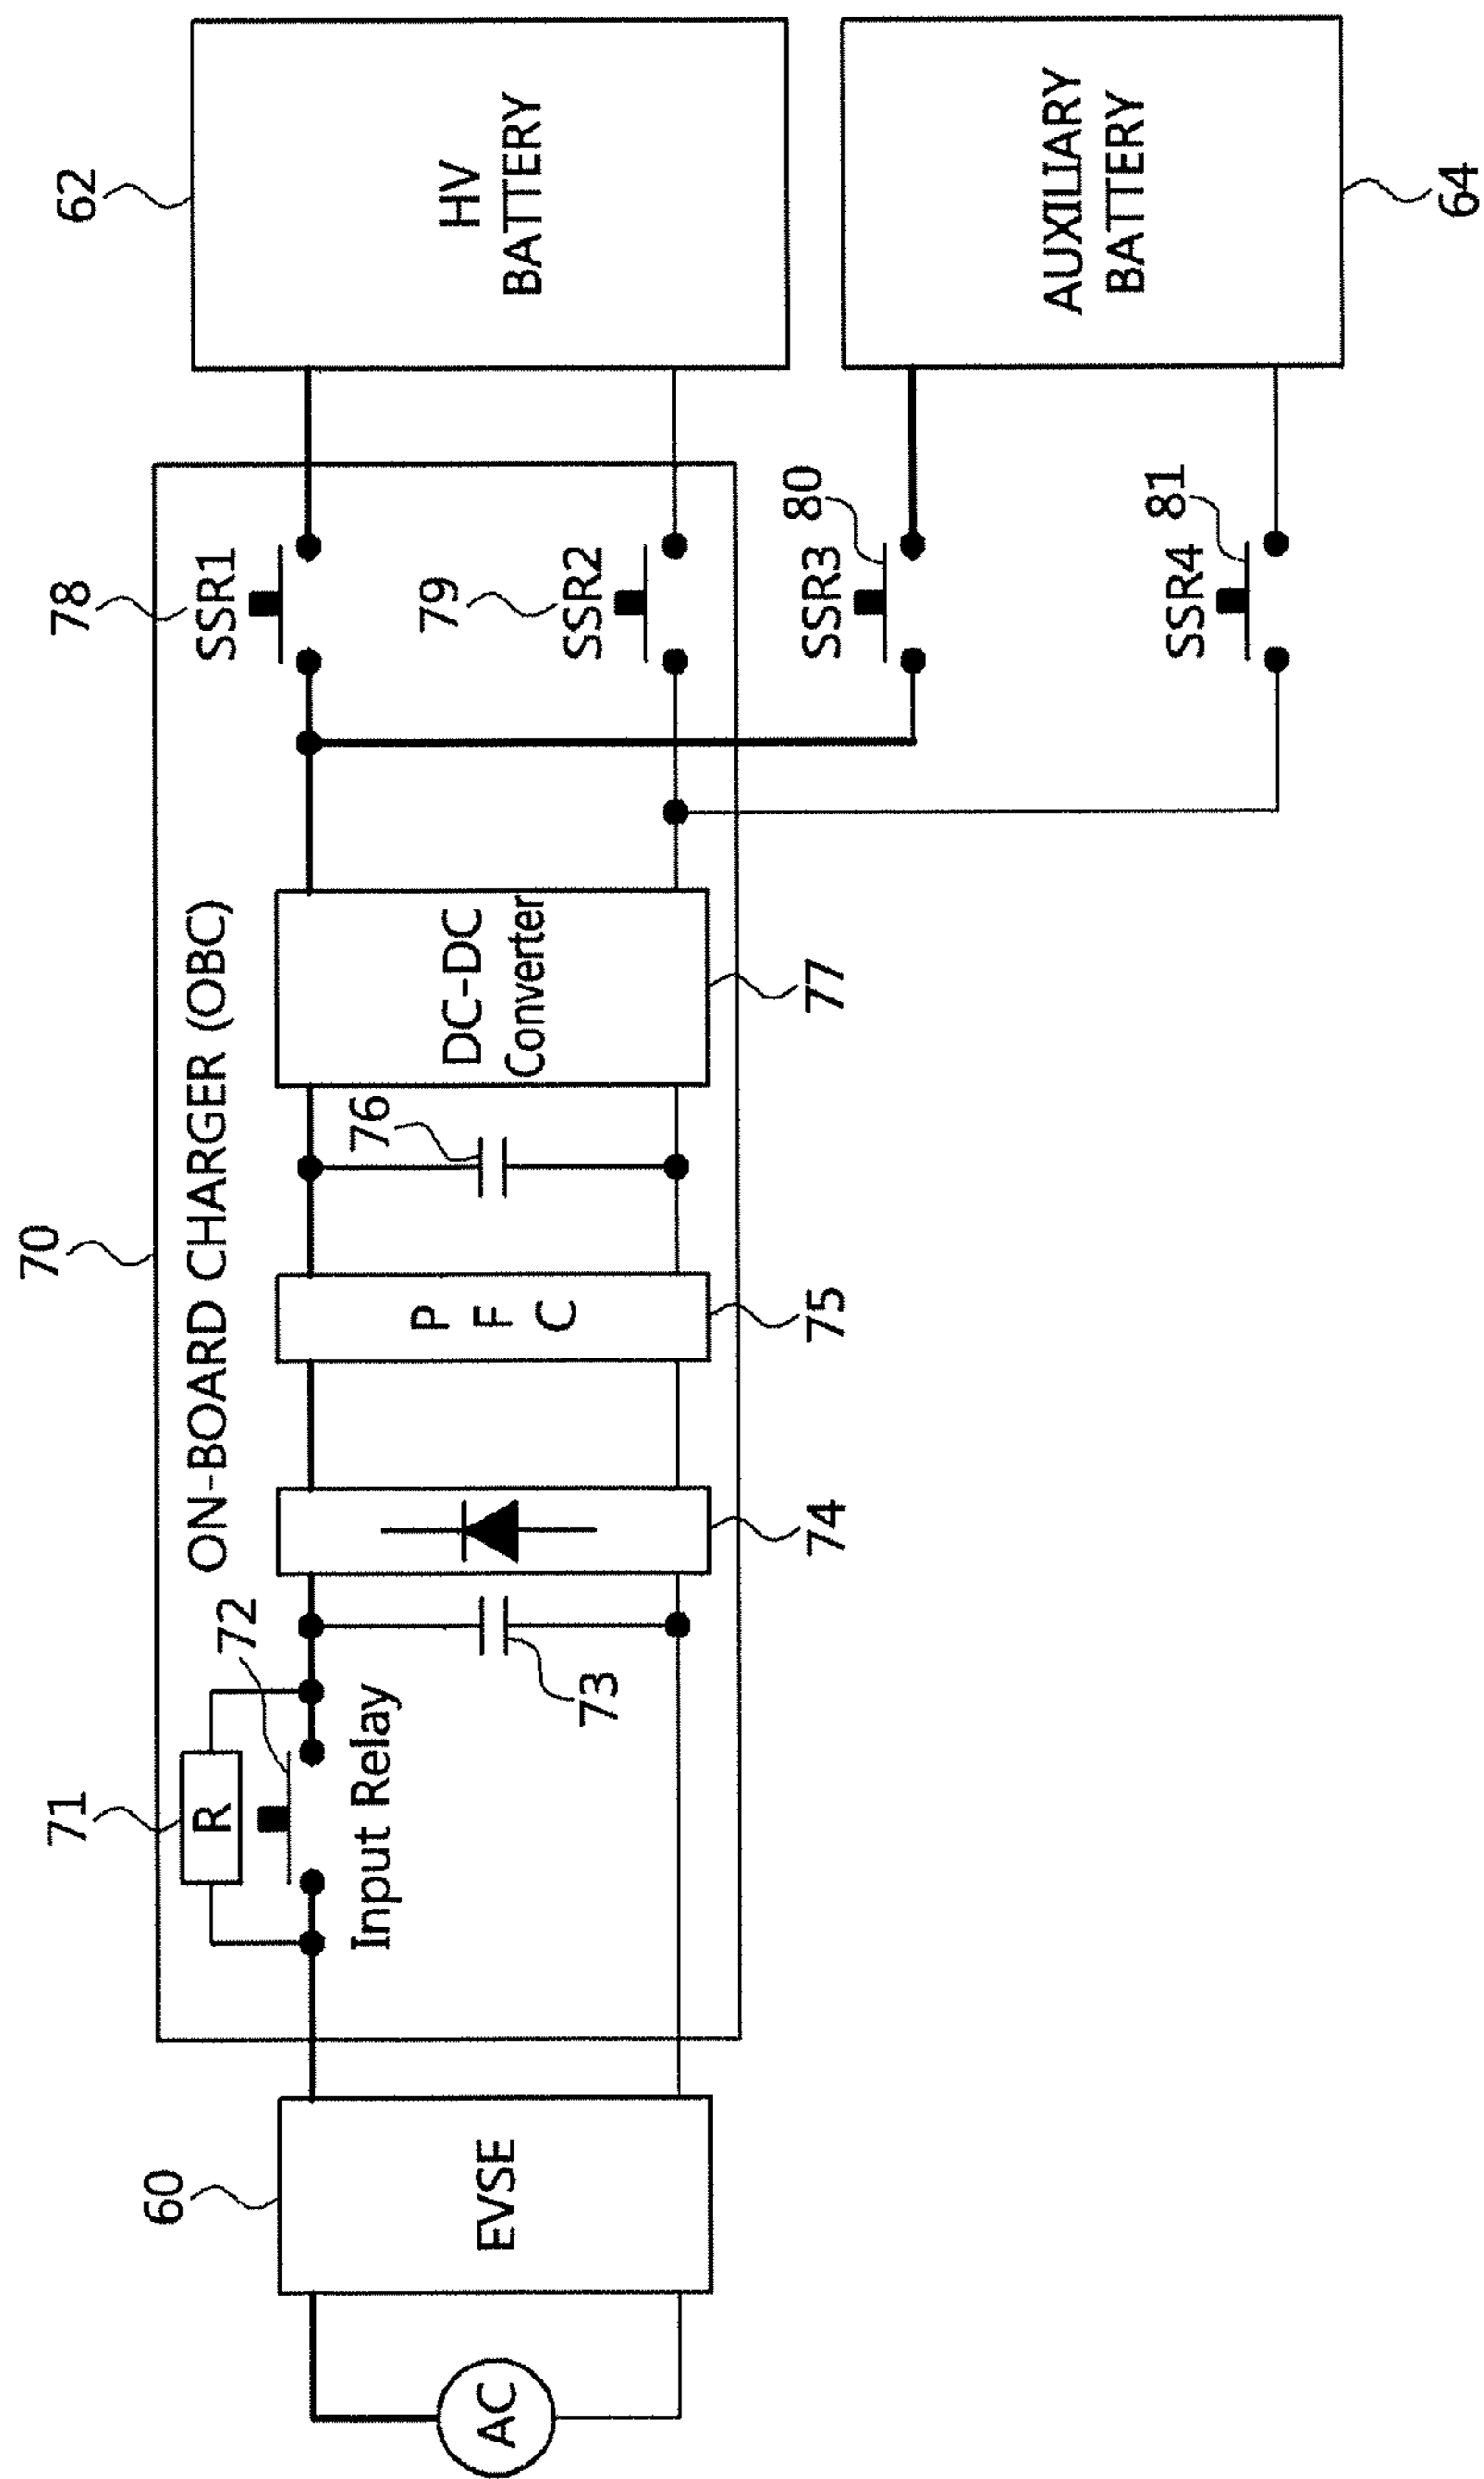 70
ON-BOARD CHARGER (OBC)
60
EVSE
AC
71
R
72
Input Relay
73
74
P F C
75
76
DC-DC
Converter
77
78
SSR1
79
SSR2
SSR3
80
SSR4
81
62
HV
BATTERY
AUXILIARY
BATTERY
64